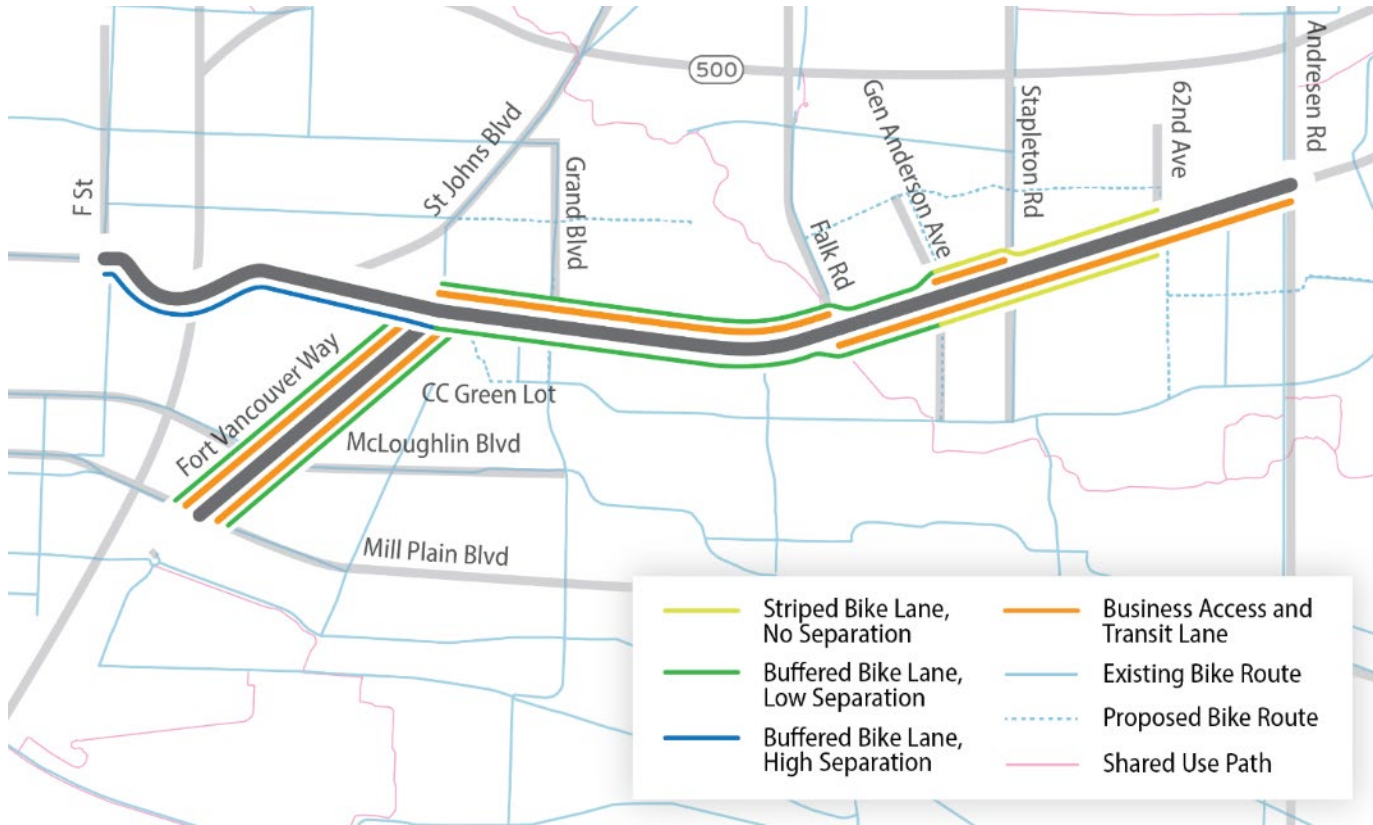 500
Andresen Rd
St Johns Blvd
Gen Anderson Ave
Stapleton Rd
62nd Ave
F St
Grand Blvd
Falk Rd
Fort Vancouver Way
CC Green Lot
McLoughlin Blvd
Mill Plain Blvd
Striped Bike Lane,
No Separation
Buffered Bike Lane,
Low Separation
Buffered Bike Lane,
High Separation
Business Access and
Transit Lane
Existing Bike Route
Proposed Bike Route
Shared Use Path